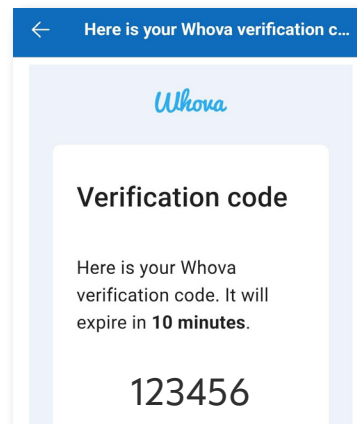 Here is your Whova verification c...
Whova
Verification code
Here is your Whova
verification code. It will
expire in 10 minutes.
123456